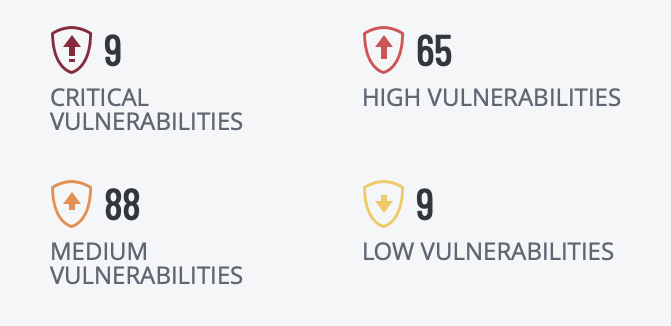 9
CRITICAL
VULNERABILITIES
65
HIGH VULNERABILITIES
88
MEDIUM
VULNERABILITIES
9
LOW VULNERABILITIES